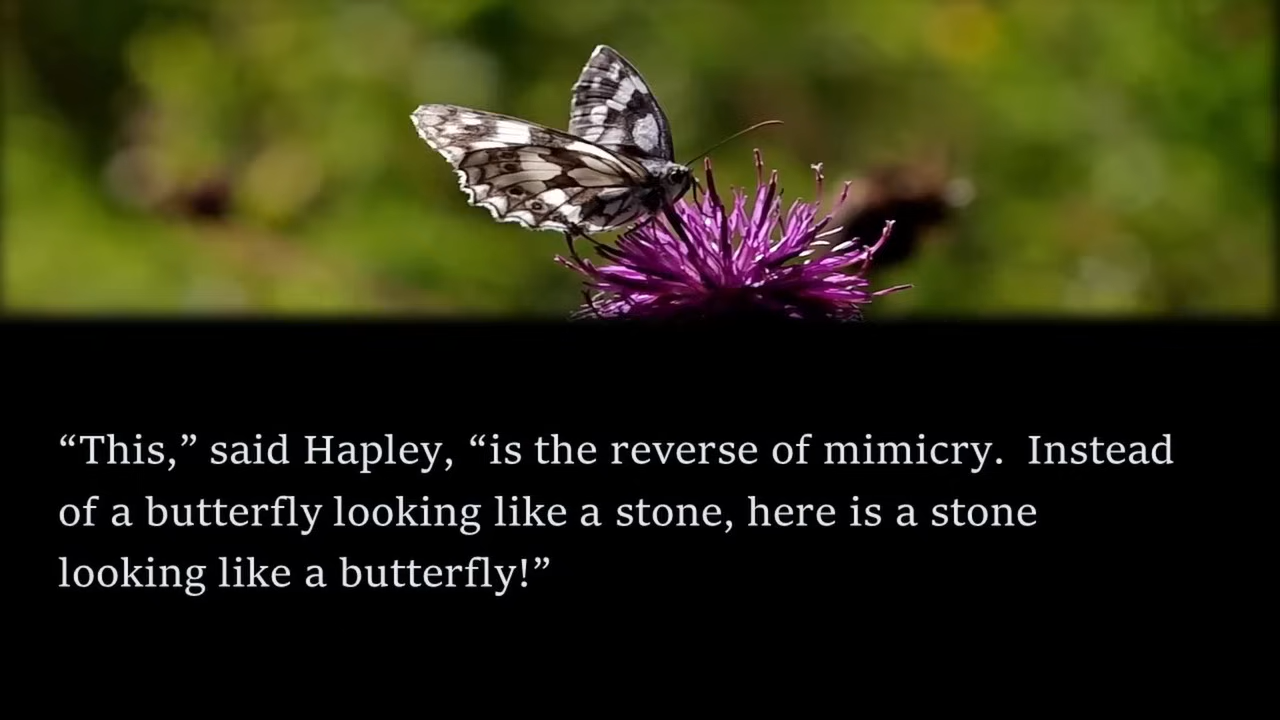 “This,” said Hapley, “is the reverse of mimicry.  Instead
of a butterfly looking like a stone, here is a stone
looking like a butterfly!”